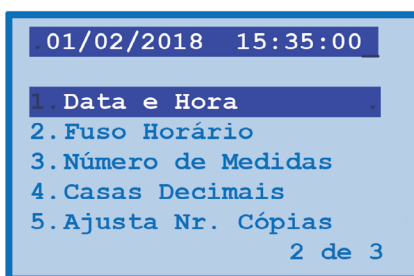 .01/02/2018 15:35:00_
1.Data e Hora .
2.Fuso Horário
3.Número de Medidas
4.Casas Decimais
5.Ajusta Nr. Cópias
2 de 3